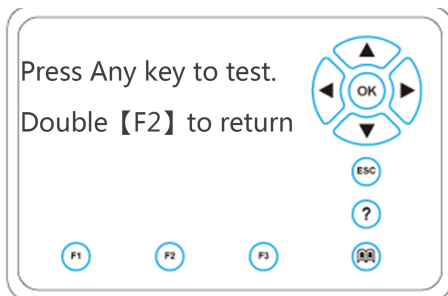 Press Any key to test.
Double【F2】to return
OK
ESC
?
F1
F2
F3